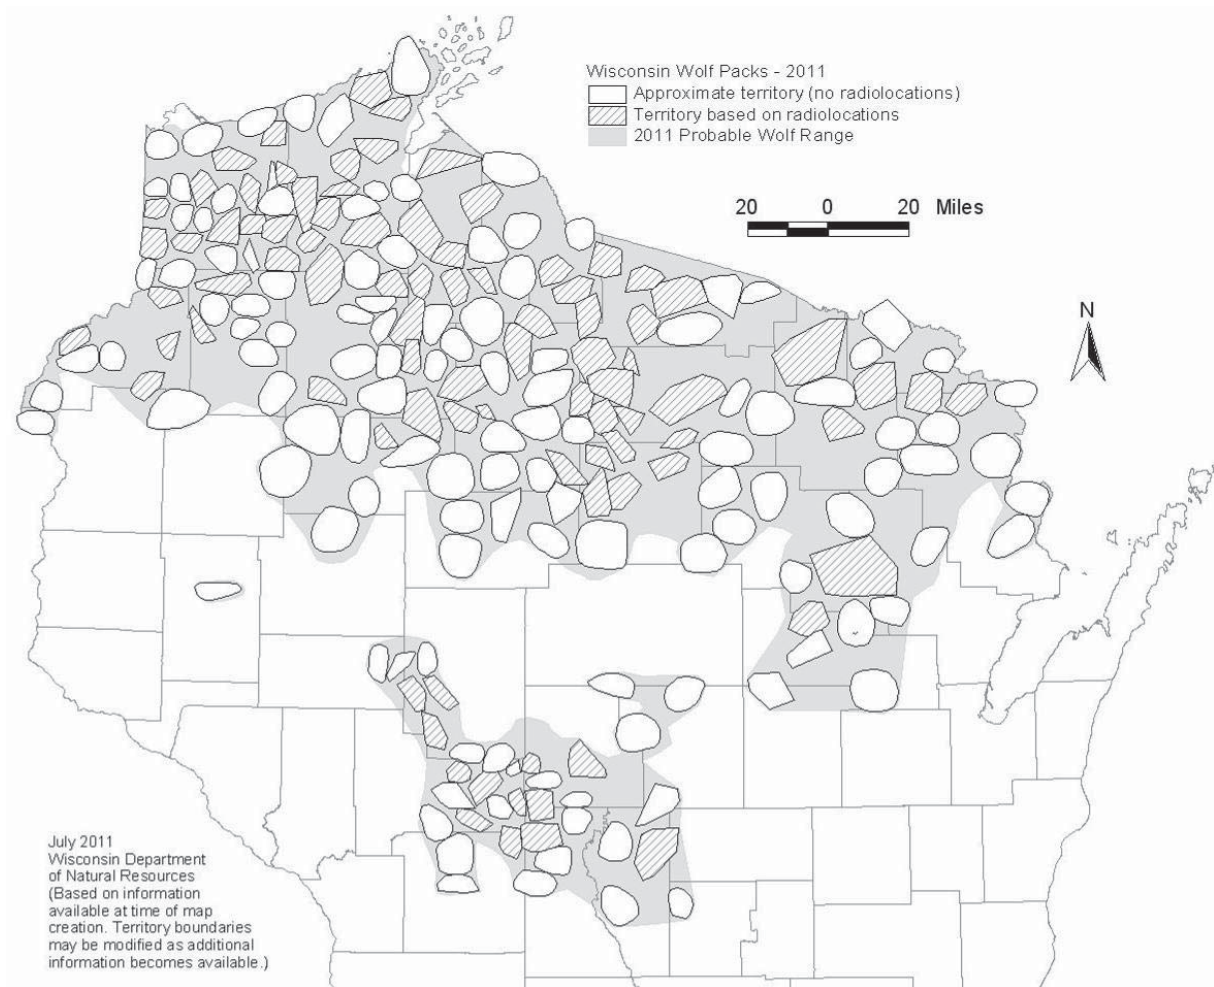 Wisconsin Wolf Packs - 2011
Approximate territory (no radiolocations)
Territory based on radiolocations
2011 Probable Wolf Range
20 0 20 Miles
N
July 2011
Wisconsin Department
of Natural Resources
(Based on information
available at time of map
creation. Territory boundaries
may be modified as additional
information becomes available.)